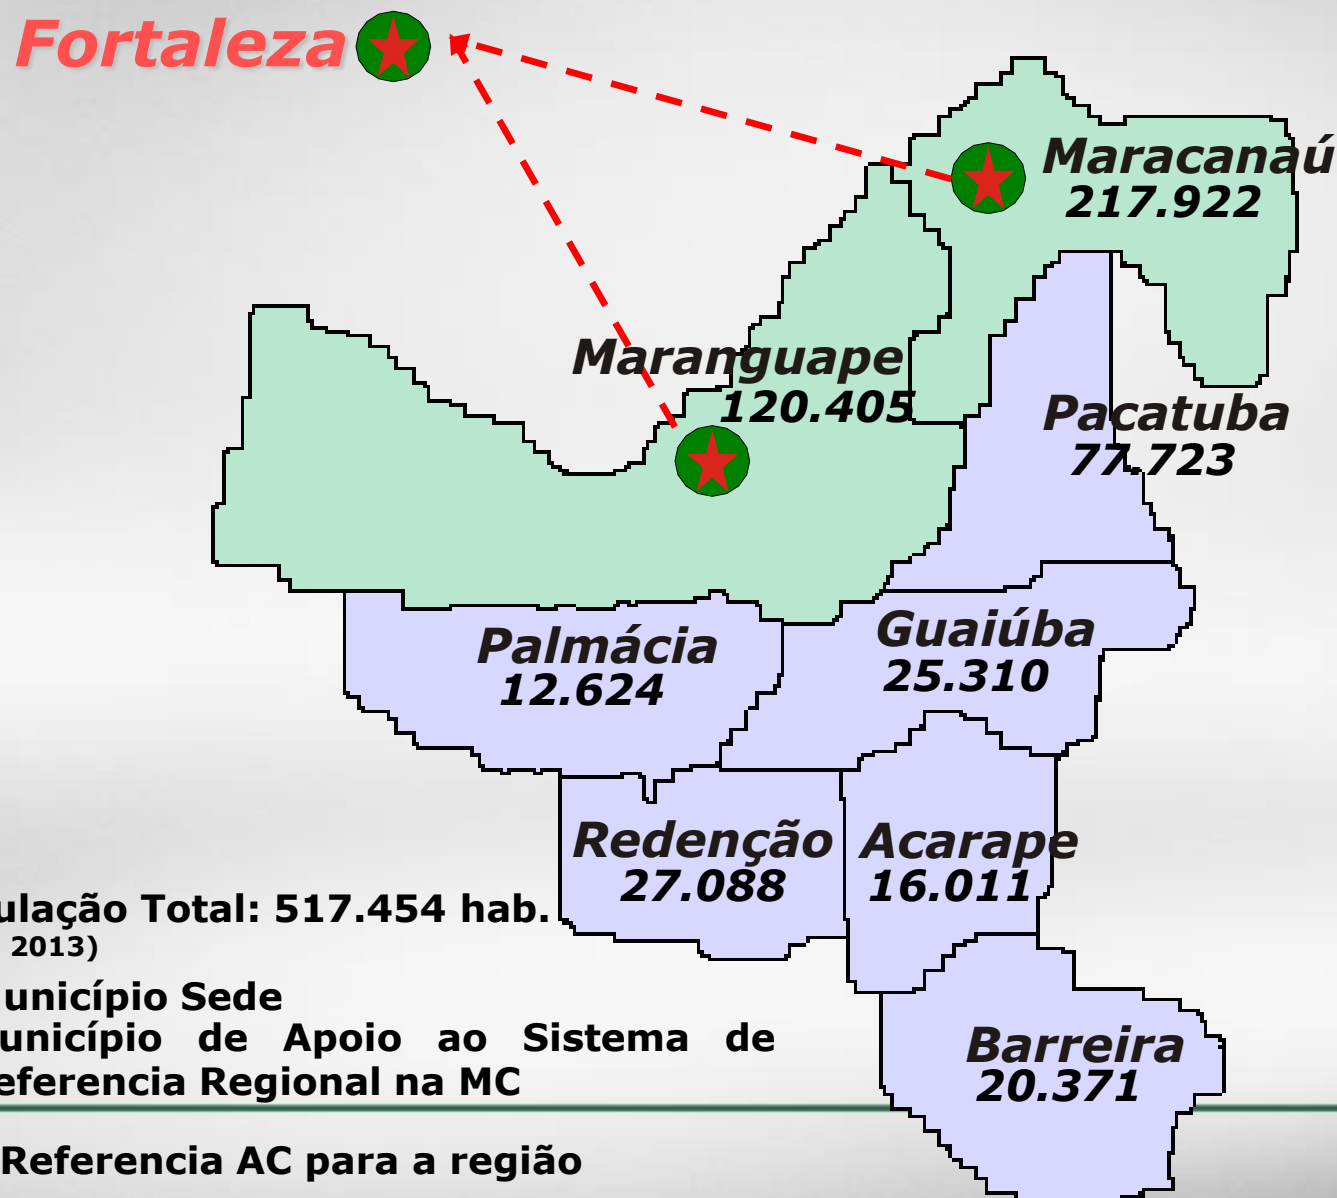 Fortaleza
Maracanaú
217.922
Maranguape
120.405
Pacatuba
77.723
Guaiúba
25.310
Palmácia
12.624
Redenção
27.088
Acarape
16.011
ulação Total: 517.454 hab.
2013)
unicípio Sede
unicípio de Apoio ao Sistema de
eferencia Regional na MC
Barreira
20.371
Referencia AC para a região